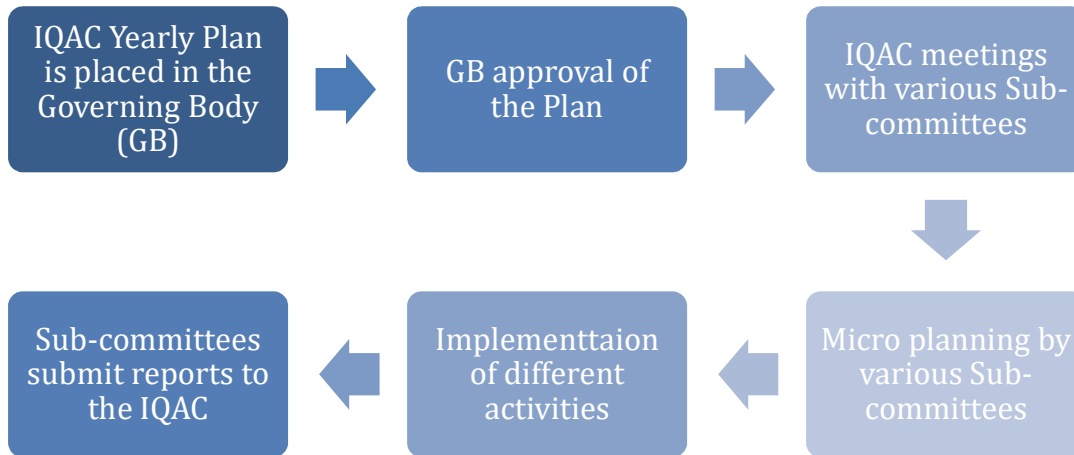 IQAC Yearly Plan
is placed in the
Governing Body
(GB)
GB approval of
the Plan
IQAC meetings
with various Sub-
committees
Micro planning by
various Sub-
committees
Implementtaion
of different
activities
Sub-committees
submit reports to
the IQAC